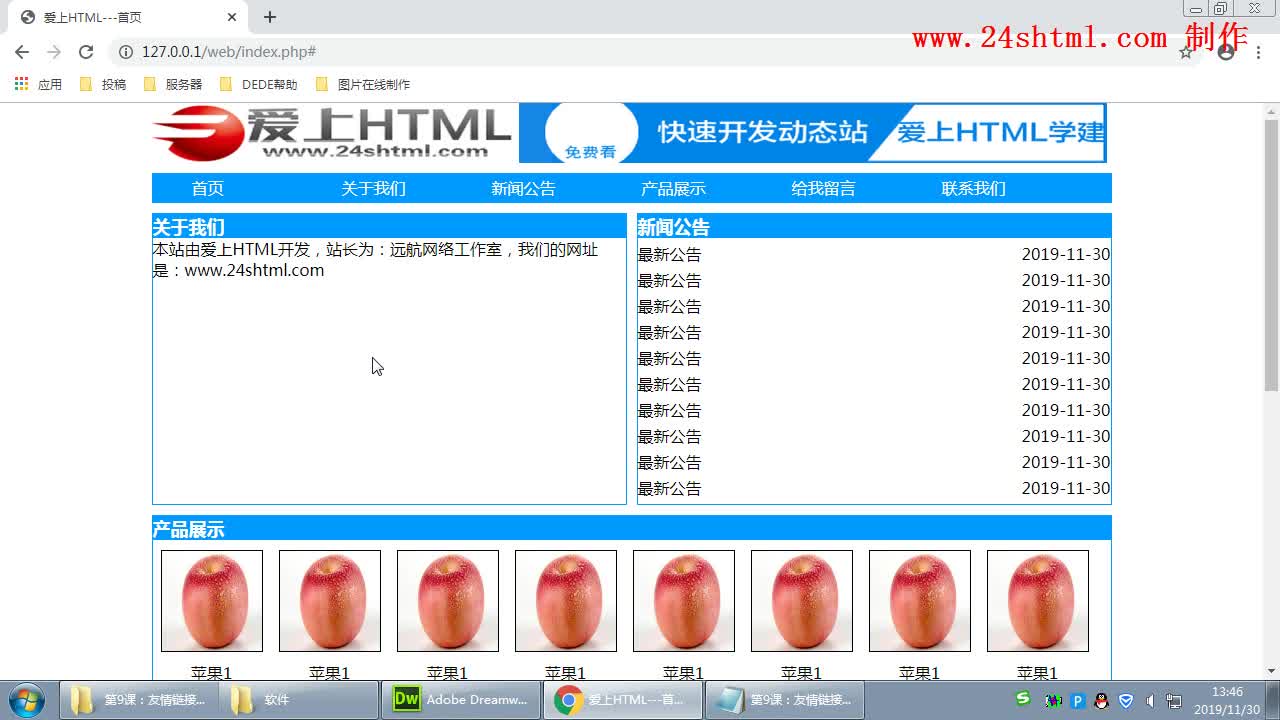 爱上HTML---首页
www.24shtml.com 制作
127.0.0.1/web/index.php#
应用 投稿 服务器 DEDE帮助 图片在线制作
爱上HTML
www.24shtml.com
免费看
快速开发动态站
爱上HTML学建
首页 关于我们 新闻公告 产品展示 给我留言 联系我们
关于我们
本站由爱上HTML开发，站长为：远航网络工作室，我们的网址
是：www.24shtml.com
新闻公告
最新公告 2019-11-30
最新公告 2019-11-30
最新公告 2019-11-30
最新公告 2019-11-30
最新公告 2019-11-30
最新公告 2019-11-30
最新公告 2019-11-30
最新公告 2019-11-30
最新公告 2019-11-30
最新公告 2019-11-30
产品展示
苹果1 苹果1 苹果1 苹果1 苹果1 苹果1 苹果1 苹果1
第9课：友情链接... 软件 Dw Adobe Dreamw... 爱上HTML---首... 第9课：友情链接...
13:46
2019/11/30